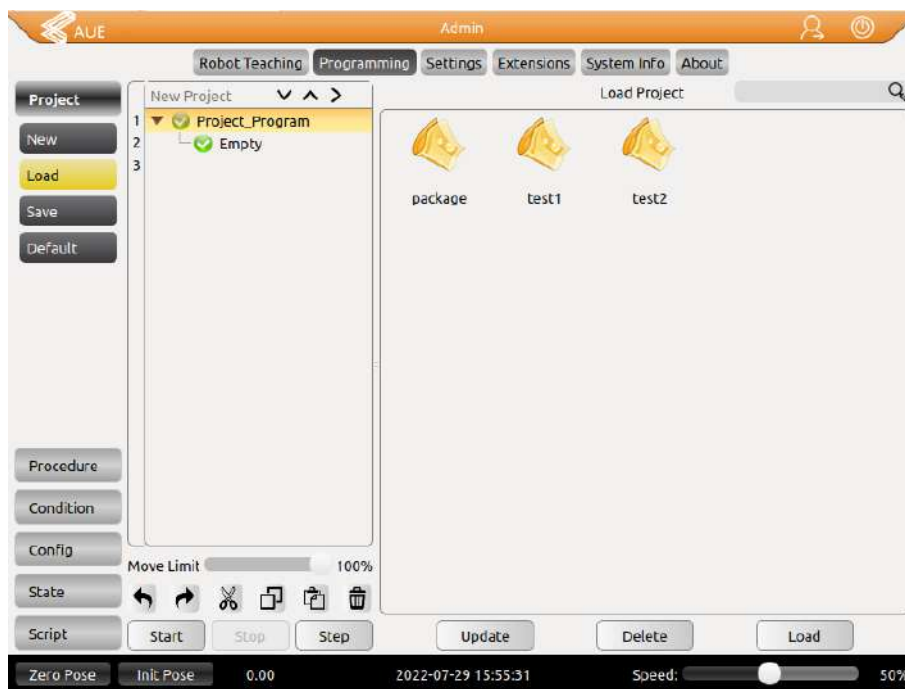 AUE
Admin
Robot Teaching Programming Settings Extensions System Info About
Project
New
Load
Save
Default
Procedure
Condition
Config
State
Script
New Project
1 Project_Program
2 Empty
3
Move Limit 100%
Start Stop Step
Load Project
package test1 test2
Update Delete Load
Zero Pose Init Pose 0.00 2022-07-29 15:55:31 Speed: 50%